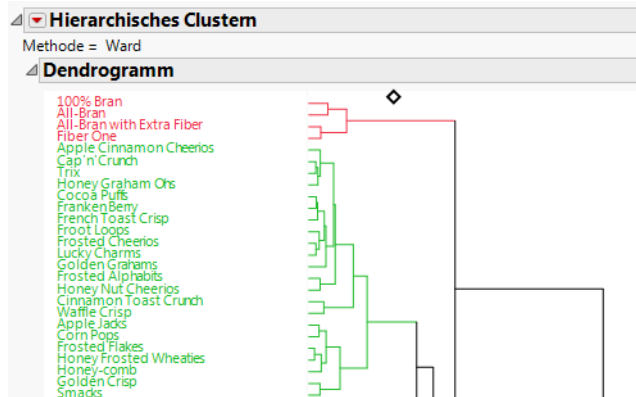 Hierarchisches Clustern
Methode = Ward
Dendrogramm
100% Bran
All-Bran
All-Bran with Extra Fiber
Fiber One
Apple Cinnamon Cheerios
Cap'n'Crunch
Trix
Honey Graham Ohs
Cocoa Puffs
FrankenBerry
French Toast Crisp
Froot Loops
Frosted Cheerios
Lucky Charms
Golden Grahams
Frosted Alphabits
Honey Nut Cheerios
Cinnamon Toast Crunch
Waffle Crisp
Apple Jacks
Corn Pops
Frosted Flakes
Honey Frosted Wheaties
Honey-comb
Golden Crisp
Smacks